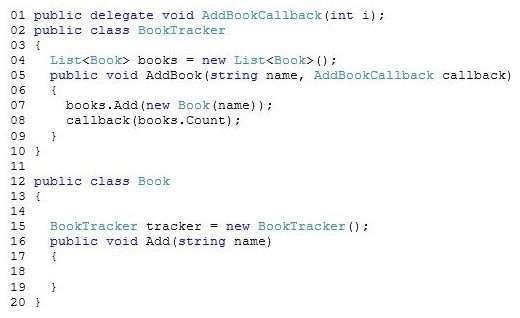 01 public delegate void AddBookCallback(int i);
02 public class BookTracker
03 {
04   List<Book> books = new List<Book>();
05   public void AddBook(string name, AddBookCallback callback)
06   {
07     books.Add(new Book(name));
08     callback(books.Count);
09   }
10 }
11
12 public class Book
13 {
14
15   BookTracker tracker = new BookTracker();
16   public void Add(string name)
17   {
18
19   }
20 }